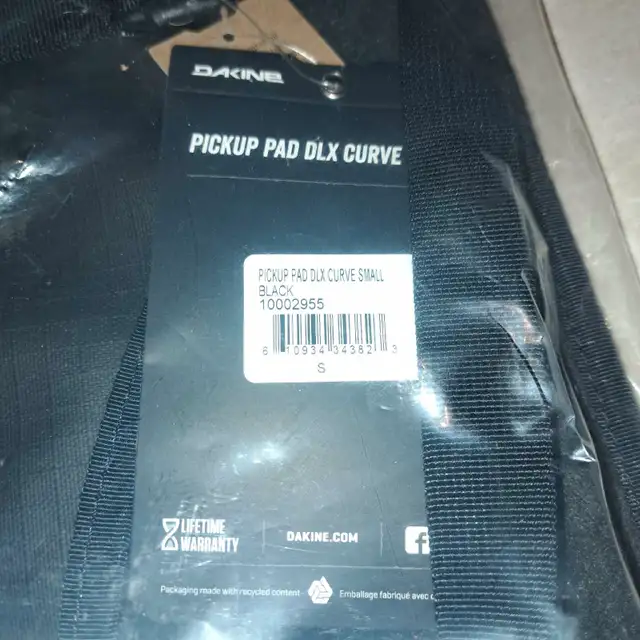 DAKINE
PICKUP PAD DLX CURVE
PICKUP PAD DLX CURVE SMALL
BLACK
10002955
6 10934 34382 3
S
LIFETIME
WARRANTY
DAKINE.COM
f
Packaging made with recycled content
Emballage fabriqué avec